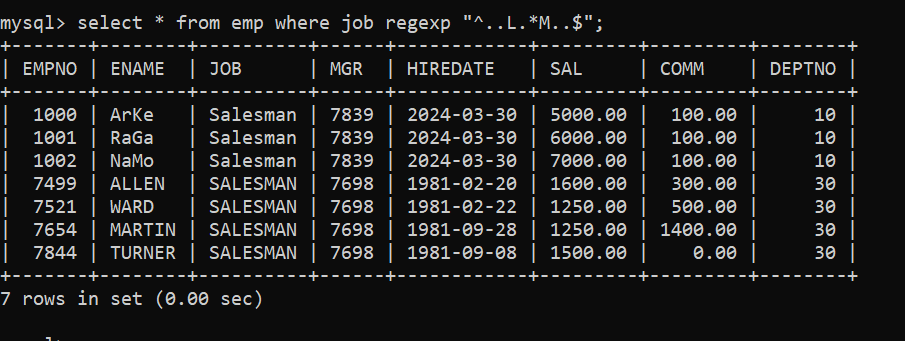 mysql> select * from emp where job regexp "^..L.*M..$";
+-------+--------+----------+------+------------+---------+---------+--------+
| EMPNO | ENAME  | JOB      | MGR  | HIREDATE   | SAL     | COMM    | DEPTNO |
+-------+--------+----------+------+------------+---------+---------+--------+
|  1000 | ArKe   | Salesman | 7839 | 2024-03-30 | 5000.00 |  100.00 |     10 |
|  1001 | RaGa   | Salesman | 7839 | 2024-03-30 | 6000.00 |  100.00 |     10 |
|  1002 | NaMo   | Salesman | 7839 | 2024-03-30 | 7000.00 |  100.00 |     10 |
|  7499 | ALLEN  | SALESMAN | 7698 | 1981-02-20 | 1600.00 |  300.00 |     30 |
|  7521 | WARD   | SALESMAN | 7698 | 1981-02-22 | 1250.00 |  500.00 |     30 |
|  7654 | MARTIN | SALESMAN | 7698 | 1981-09-28 | 1250.00 | 1400.00 |     30 |
|  7844 | TURNER | SALESMAN | 7698 | 1981-09-08 | 1500.00 |    0.00 |     30 |
+-------+--------+----------+------+------------+---------+---------+--------+
7 rows in set (0.00 sec)